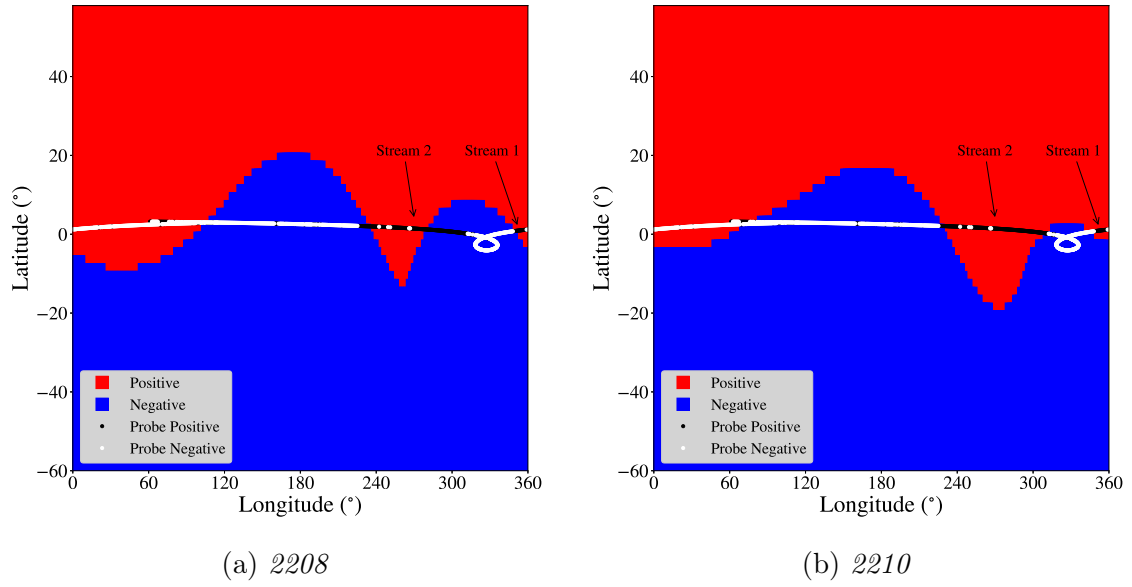 40
20
0
−20
−40
−60
Latitude (°)
Stream 2
Stream 1
Positive
Negative
Probe Positive
Probe Negative
0 60 120 180 240 300 360
Longitude (°)
(a) 2208
40
20
0
−20
−40
−60
Latitude (°)
Stream 2
Stream 1
Positive
Negative
Probe Positive
Probe Negative
0 60 120 180 240 300 360
Longitude (°)
(b) 2210